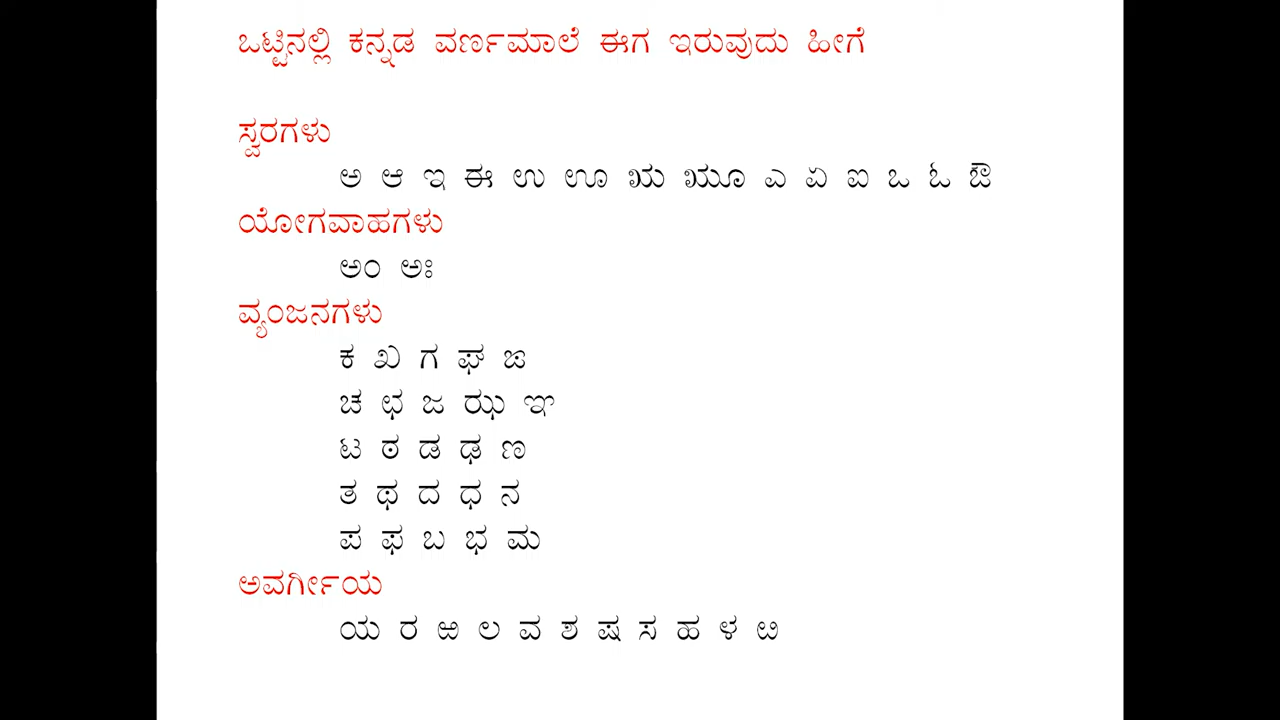 ಒಟ್ಟಿನಲ್ಲಿ ಕನ್ನಡ ವರ್ಣಮಾಲೆ ಈಗ ಇರುವುದು ಹೀಗೆ
ಸ್ವರಗಳು
ಅ ಆ ಇ ಈ ಉ ಊ ಋ ೠ ಎ ಏ ಐ ಒ ಓ ಔ
ಯೋಗವಾಹಗಳು
ಅಂ ಅಃ
ವ್ಯಂಜನಗಳು
ಕ ಖ ಗ ಘ ಙ
ಚ ಛ ಜ ಝ ಞ
ಟ ಠ ಡ ಢ ಣ
ತ ಥ ದ ಧ ನ
ಪ ಫ ಬ ಭ ಮ
ಅವರ್ಗೀಯ
ಯ ರ ಱ ಲ ವ ಶ ಷ ಸ ಹ ಳ ೞ